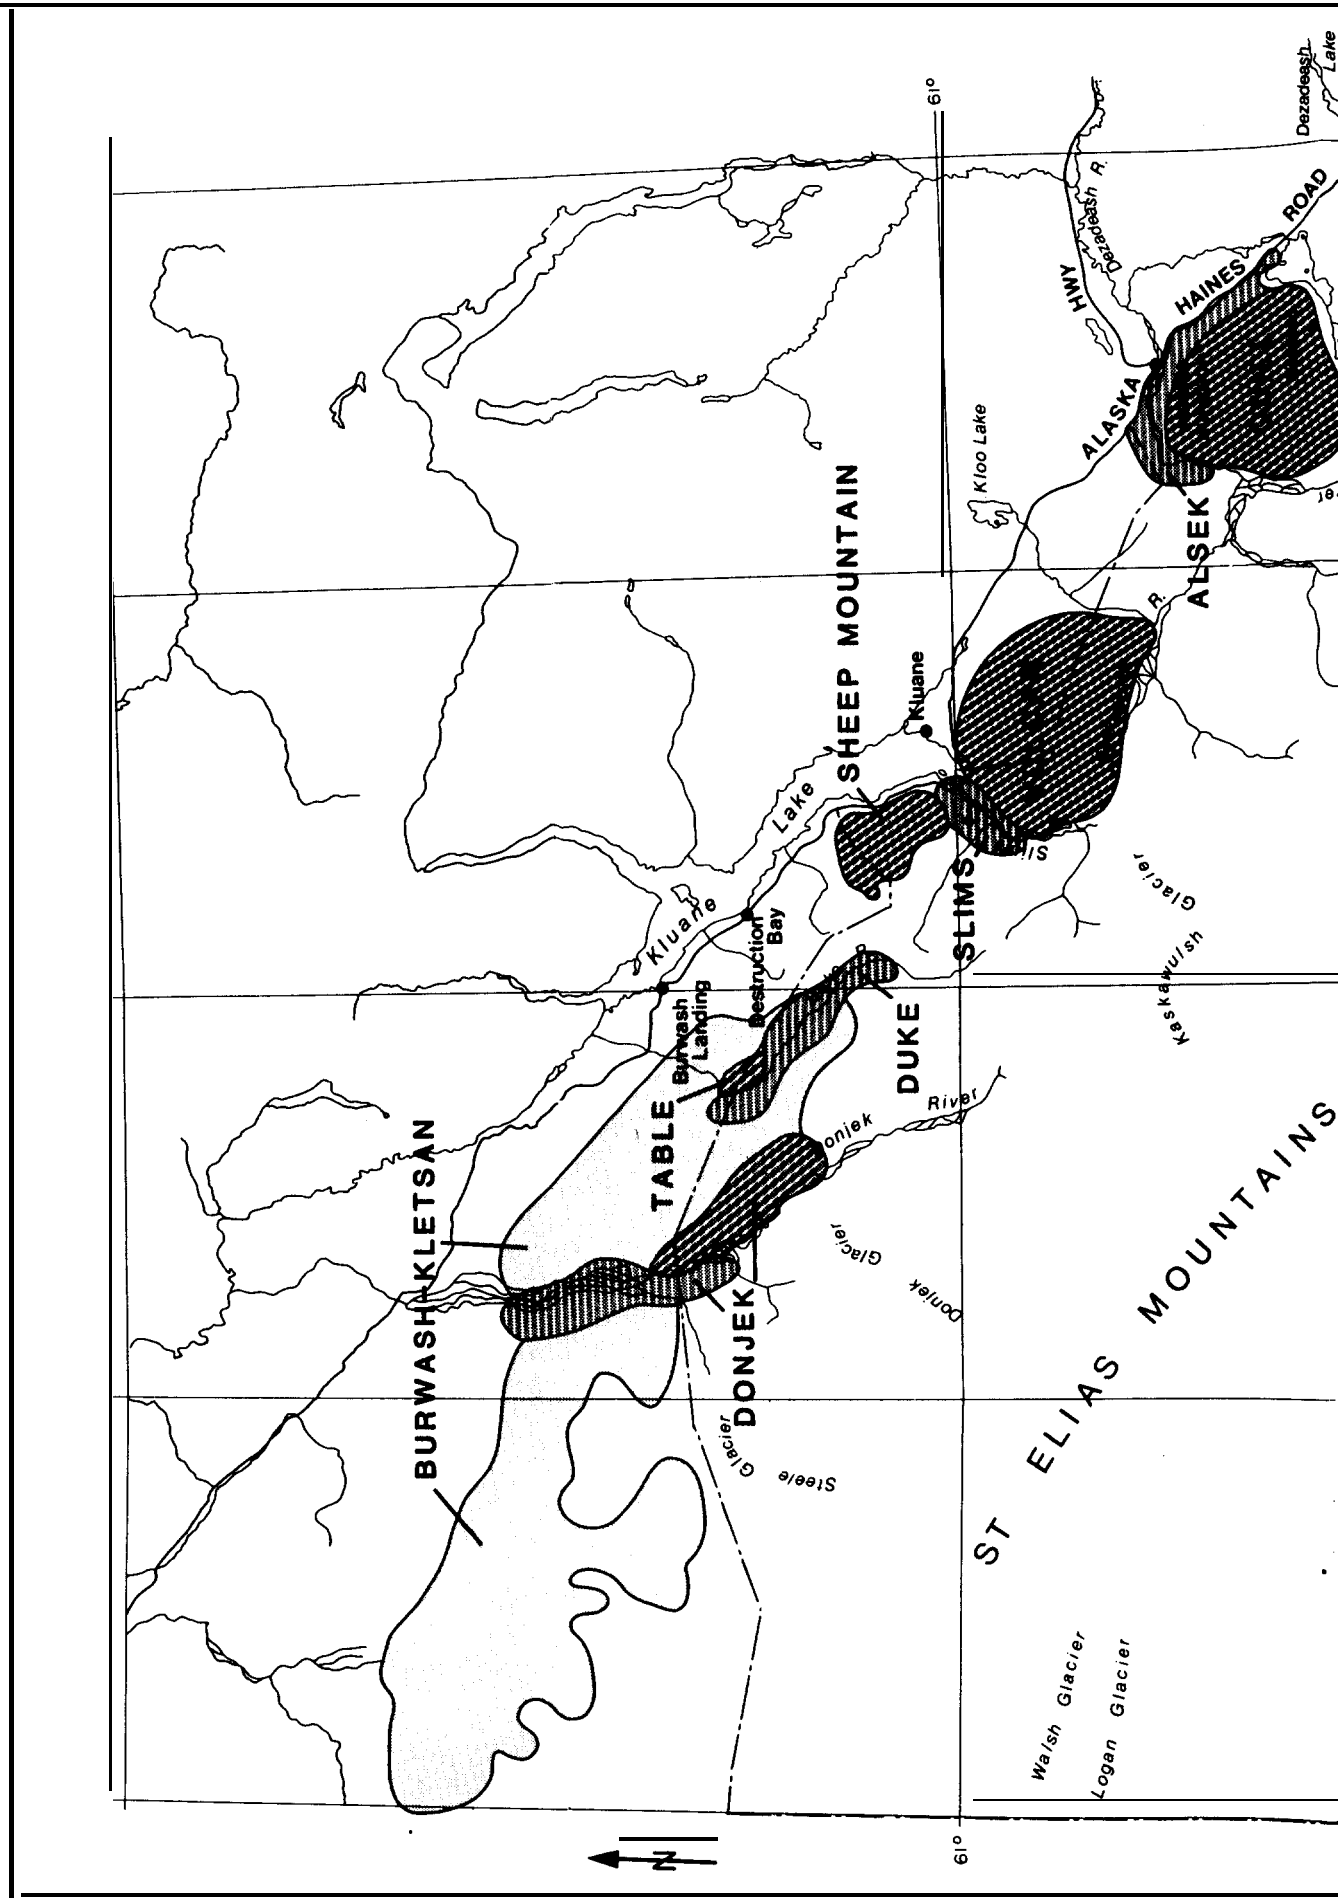 61°
Dezadeash
Lake
Dezadeash R.
HWY
HAINES
ROAD
ALASKA
Kloo Lake
ALSEK
SHEEP MOUNTAIN
Kluane
R.
Lake
Kluane
SLIMS
Glacier
Kaskawulsh
Destruction
Bay
Burwash
Landing
DUKE
TABLE
River
BURWASH-KLETSAN
Glacier
Donjek
DONJEK
Glacier
Steele
ST ELIAS MOUNTAINS
Walsh Glacier
Logan Glacier
N
61°